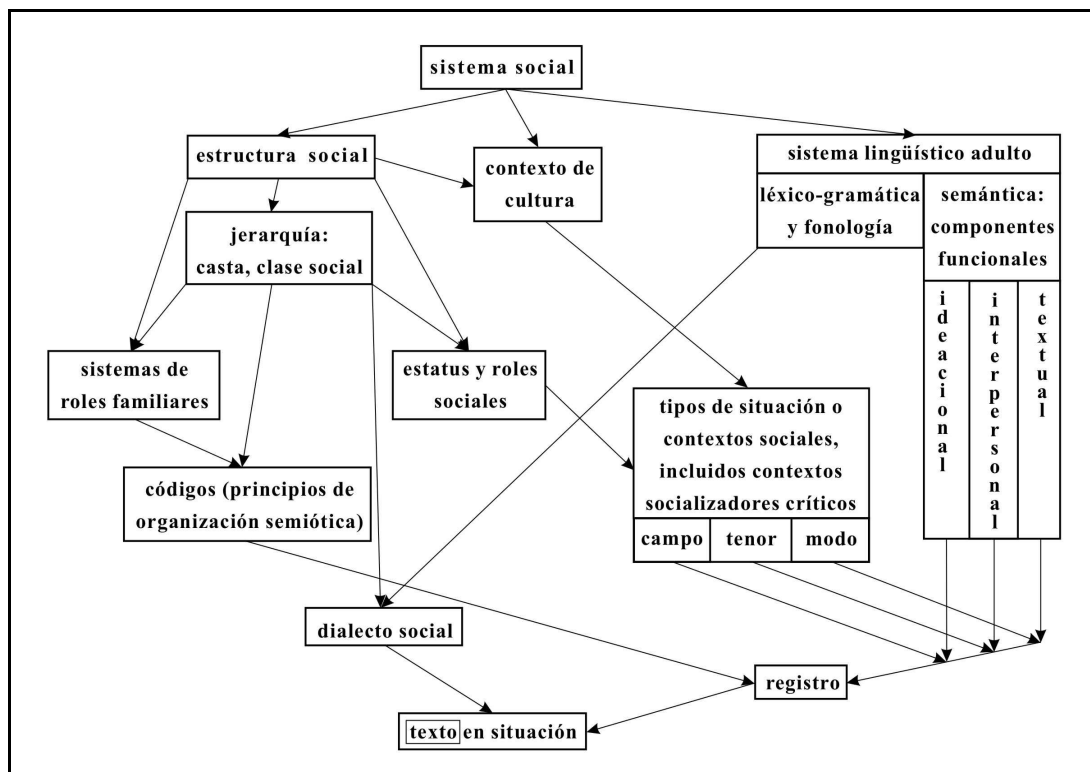 sistema social
estructura social
contexto de
cultura
sistema lingüístico adulto
léxico-gramática
y fonología
semántica:
componentes
funcionales
jerarquía:
casta, clase social
ideacional
interpersonal
textual
sistemas de
roles familiares
estatus y roles
sociales
tipos de situación o
contextos sociales,
incluidos contextos
socializadores críticos
campo
tenor
modo
códigos (principios de
organización semiótica)
dialecto social
registro
texto en situación